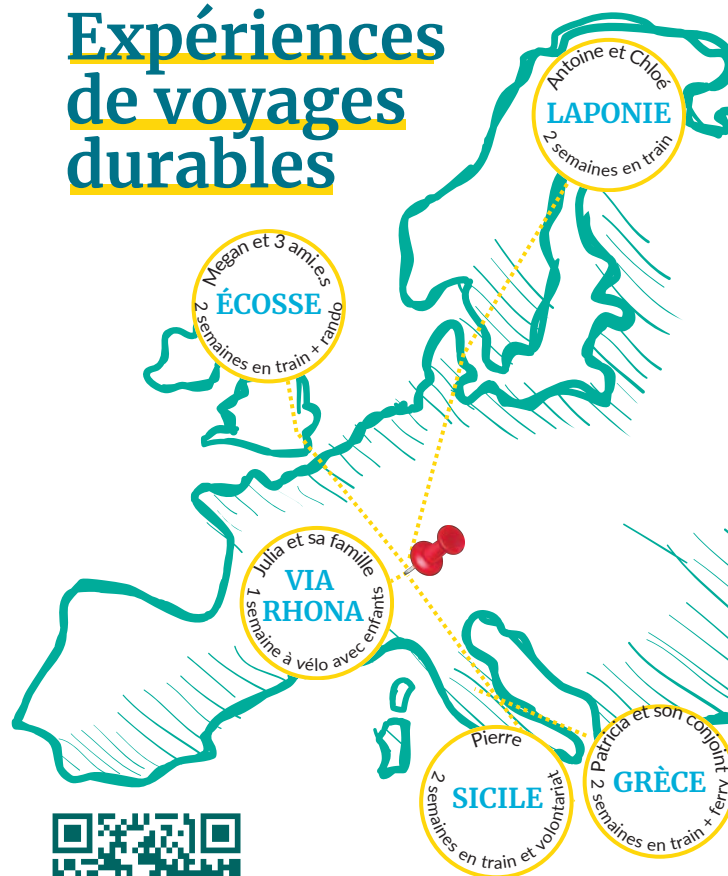 Expériences
de voyages
durables
Antoine et Chloé
LAPONIE
2 semaines en train
Megan et 3 ami.e.s
ÉCOSSE
2 semaines en train + rando
Julia et sa famille
VIA
RHONA
1 semaine à vélo avec enfants
Pierre
SICILE
2 semaines en train et volontariat
Patricia et son conjoint
GRÈCE
2 semaines en train + ferry